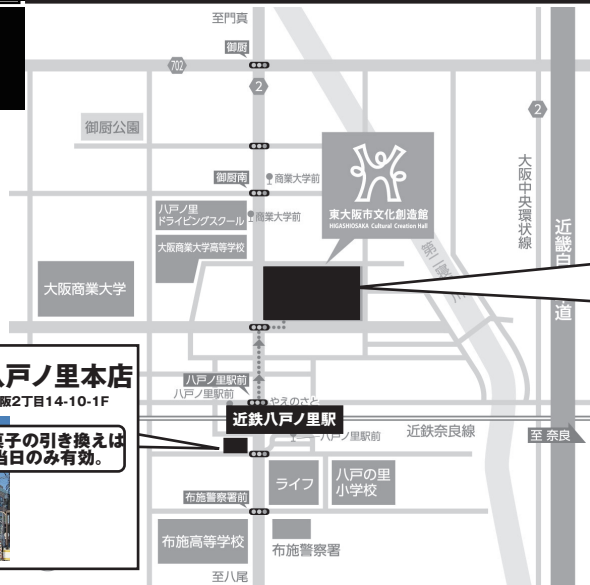 至門真
御厨
702
2
御厨公園
2
御厨南
商業大学前
八戸ノ里
ドライビングスクール
商業大学前
大阪商業大学高等学校
東大阪市文化創造館
HIGASHIOSAKA Cultural Creation Hall
大阪中央環状線
近畿自
道
第二寝
川
大阪商業大学
八戸ノ里本店
阪2丁目14-10-1F
八戸ノ里駅前
八戸ノ里駅前
やえのさと
近鉄八戸ノ里駅
菓子の引き換えは
当日のみ有効。
八戸ノ里駅前
近鉄奈良線
至 奈良
ライフ
八戸の里
小学校
布施警察署前
布施高等学校
布施警察署
至八尾